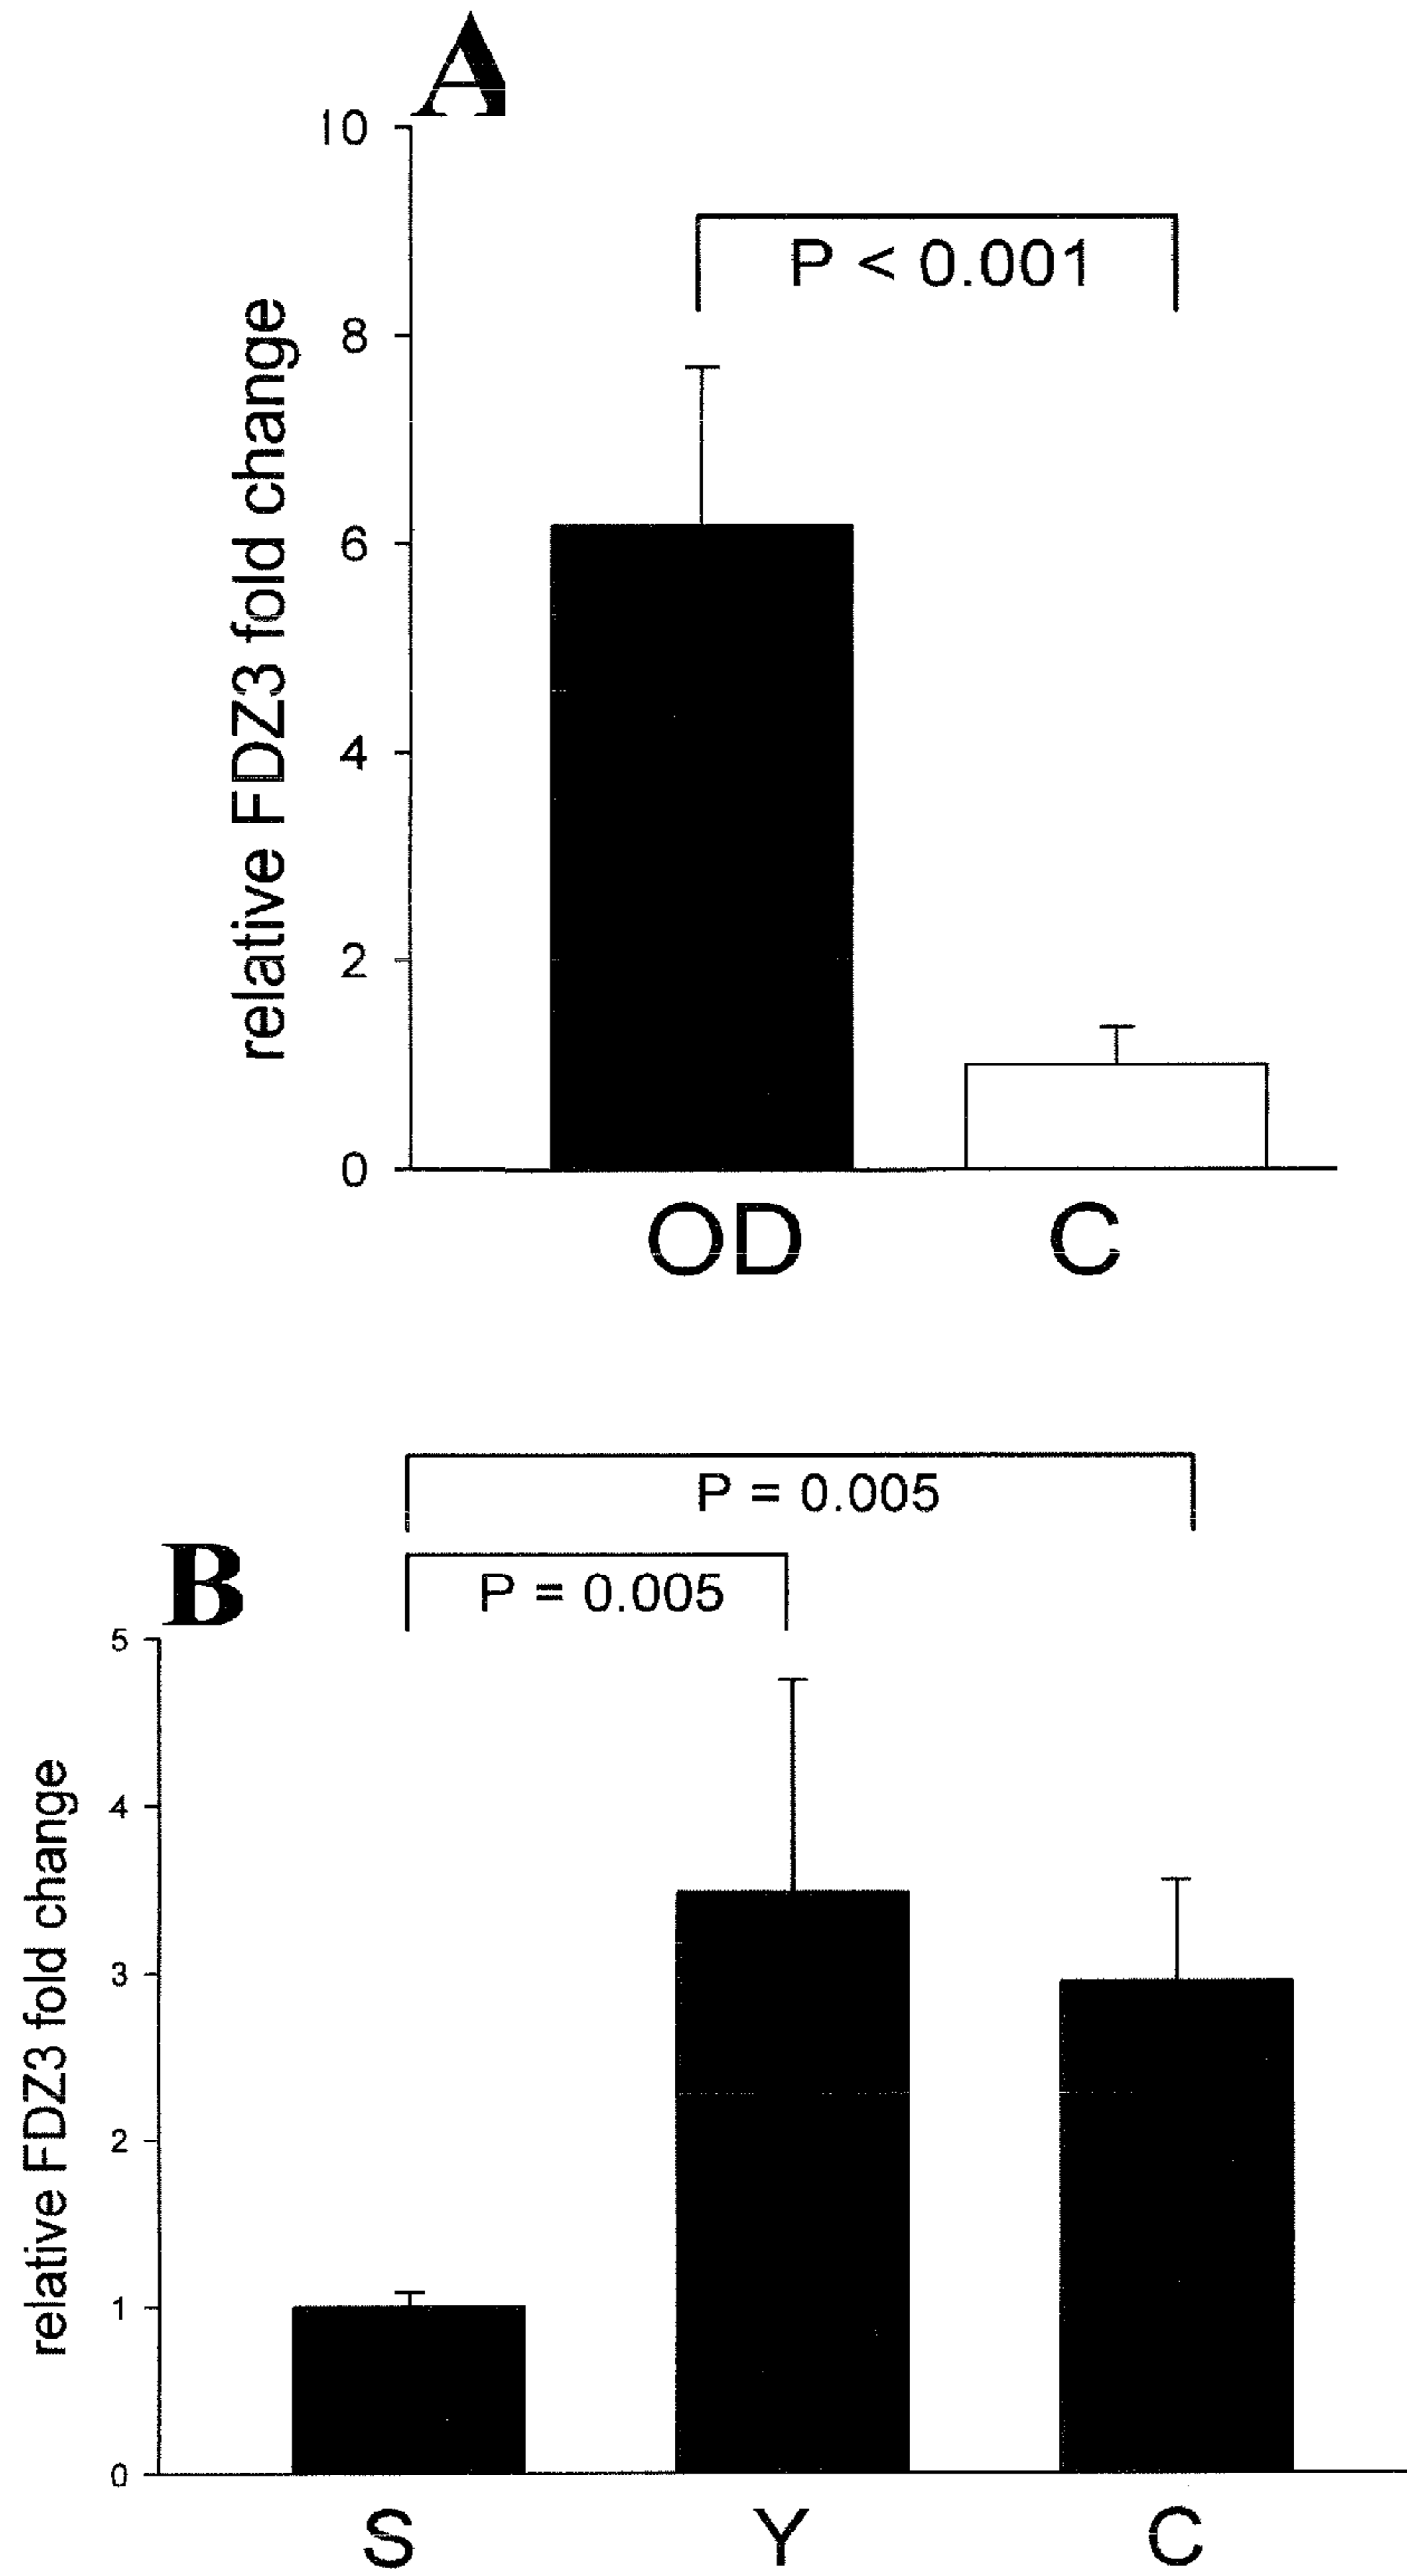 A
10
8
6
4
2
0
relative FDZ3 fold change
P < 0.001
OD C
P = 0.005
P = 0.005
B
5
4
3
2
1
0
relative FDZ3 fold change
S Y C